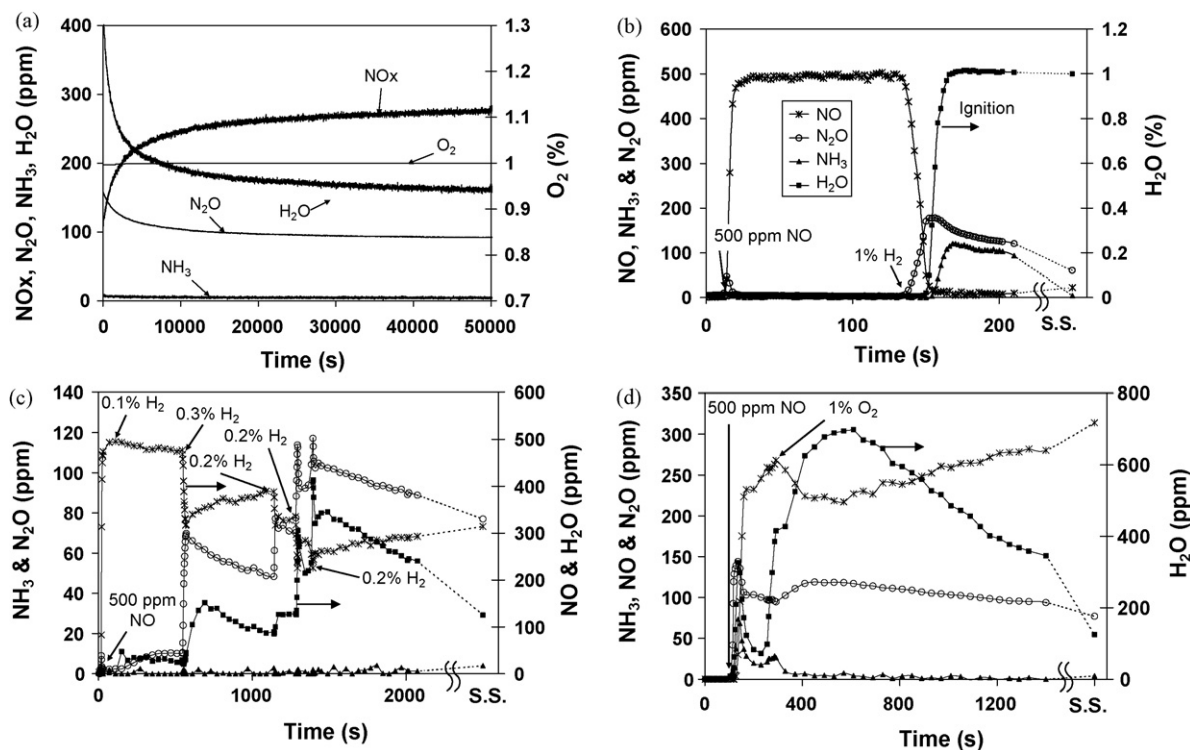 (a)
NOx, N2O, NH3, H2O (ppm)
400
300
200
100
0
NOx
O2
N2O
H2O
NH3
1.3
1.2
1.1
1
0.9
0.8
0.7
O2 (%)
0
10000
20000
30000
40000
50000
Time (s)
(b)
NO, NH3, & N2O (ppm)
600
500
400
300
200
100
0
Ignition
NO
N2O
NH3
H2O
500 ppm NO
1% H2
1.2
1
0.8
0.6
0.4
0.2
0
H2O (%)
0
100
200
S.S.
Time (s)
(c)
NH3 & N2O (ppm)
140
120
100
80
60
40
20
0
0.1% H2
0.3% H2
0.2% H2
0.2% H2
0.2% H2
500 ppm
NO
600
500
400
300
200
100
0
NO & H2O (ppm)
0
1000
2000
S.S.
Time (s)
(d)
NH3, NO & N2O (ppm)
350
300
250
200
150
100
50
0
500 ppm NO
1% O2
800
600
400
200
0
H2O (ppm)
0
400
800
1200
S.S.
Time (s)